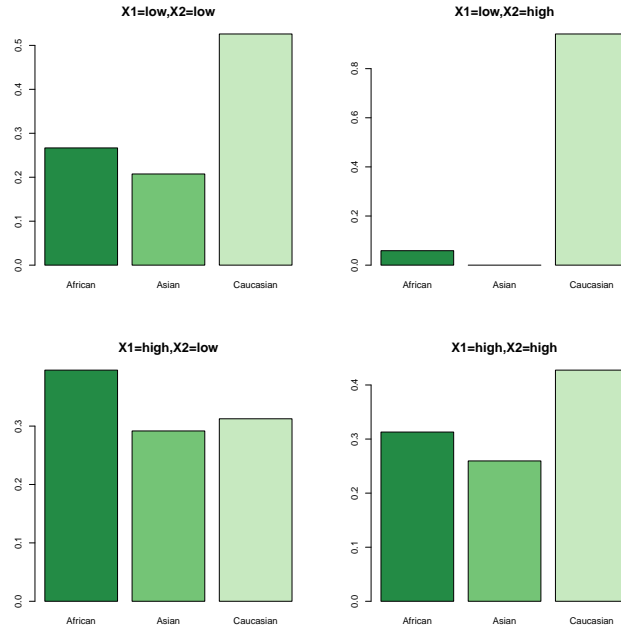 X1=low,X2=low
0.5
0.4
0.3
0.2
0.1
0.0
African Asian Caucasian
X1=low,X2=high
0.8
0.6
0.4
0.2
0.0
African Asian Caucasian
X1=high,X2=low
0.3
0.2
0.1
0.0
African Asian Caucasian
X1=high,X2=high
0.4
0.3
0.2
0.1
0.0
African Asian Caucasian